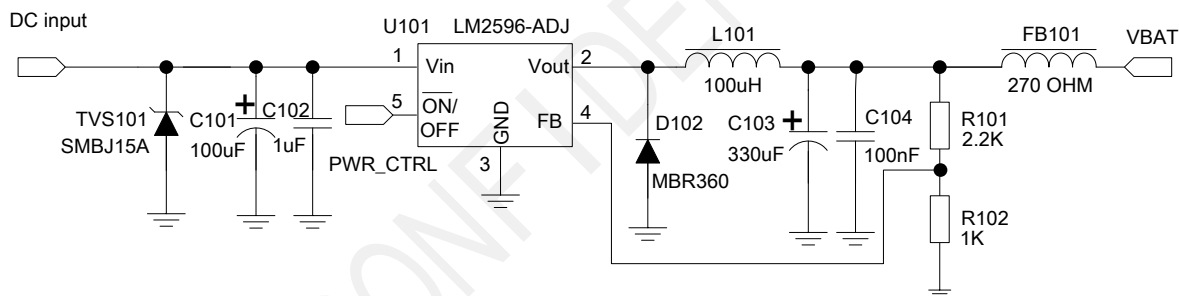 DC input
U101 LM2596-ADJ
L101
FB101
VBAT
1
Vin
Vout
2
100uH
270 OHM
5
ON/
OFF
GND
FB
4
TVS101
SMBJ15A
C101
100uF
C102
1uF
PWR_CTRL
3
D102
MBR360
C103
330uF
C104
100nF
R101
2.2K
R102
1K